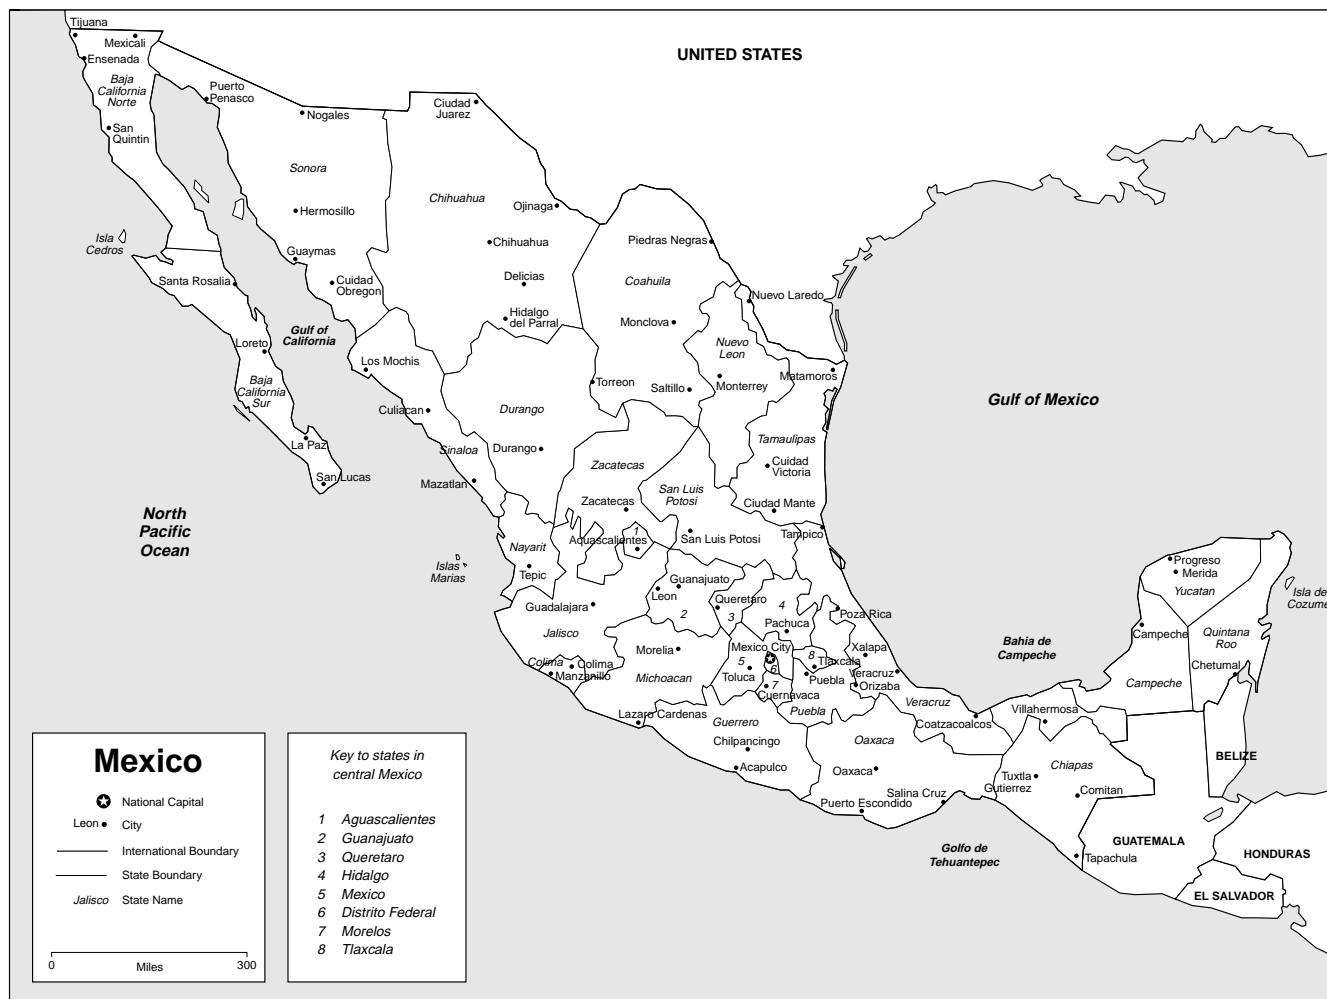 Tijuana
Mexicali
Ensenada
Baja
California
Norte
San
Quintin
Puerto
Penasco
Nogales
Ciudad
Juarez
UNITED STATES
Sonora
Chihuahua
Ojinaga
Hermosillo
Isla
Cedros
Guaymas
Chihuahua
Piedras Negras
Santa Rosalia
Cuidad
Obregon
Delicias
Coahuila
Nuevo Laredo
Gulf of
California
Hidalgo
del Parral
Monclova
Loreto
Los Mochis
Nuevo
Leon
Baja
California
Sur
Torreon
Saltillo
Monterrey
Matamoros
Gulf of Mexico
Culiacan
Durango
La Paz
Sinaloa
Durango
Tamaulipas
San Lucas
Mazatlan
Zacatecas
Cuidad
Victoria
North
Pacific
Ocean
Zacatecas
San Luis
Potosi
Ciudad Mante
Nayarit
Aquascalientes
1
San Luis Potosi
Tampico
Islas
Marias
Tepic
Guanajuato
Leon
Progreso
Merida
Yucatan
Isla de
Cozume
Guadalajara
2
Queretaro
3
4
Poza Rica
Jalisco
Pachuca
Campeche
Quintana
Roo
Bahia de
Campeche
Morelia
Mexico City
Xalapa
Colima
Colima
Manzanillo
Michoacan
5
Toluca
6
8
Tlaxcala
Puebla
Veracruz
Orizaba
Chetumal
Campeche
7
Cuernavaca
Puebla
Veracruz
Lazaro Cardenas
Guerrero
Coatzacoalcos
Villahermosa
Chilpancingo
Oaxaca
Acapulco
Oaxaca
Tuxtla
Gutierrez
Chiapas
BELIZE
Salina Cruz
Puerto Escondido
Comitan
Golfo de
Tehuantepec
GUATEMALA
Tapachula
HONDURAS
EL SALVADOR
Mexico
National Capital
Leon City
International Boundary
State Boundary
Jalisco State Name
0 Miles 300
Key to states in
central Mexico
1 Aguascalientes
2 Guanajuato
3 Queretaro
4 Hidalgo
5 Mexico
6 Distrito Federal
7 Morelos
8 Tlaxcala